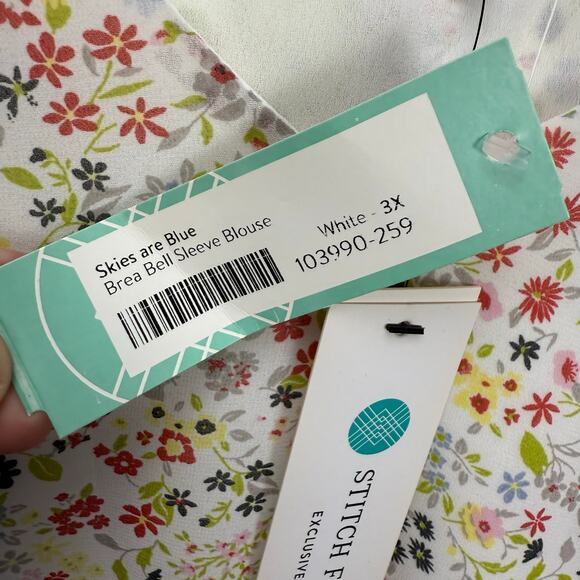 Skies are Blue
Brea Bell Sleeve Blouse
White - 3X
103990-259
STITCH F
EXCLUSIVE